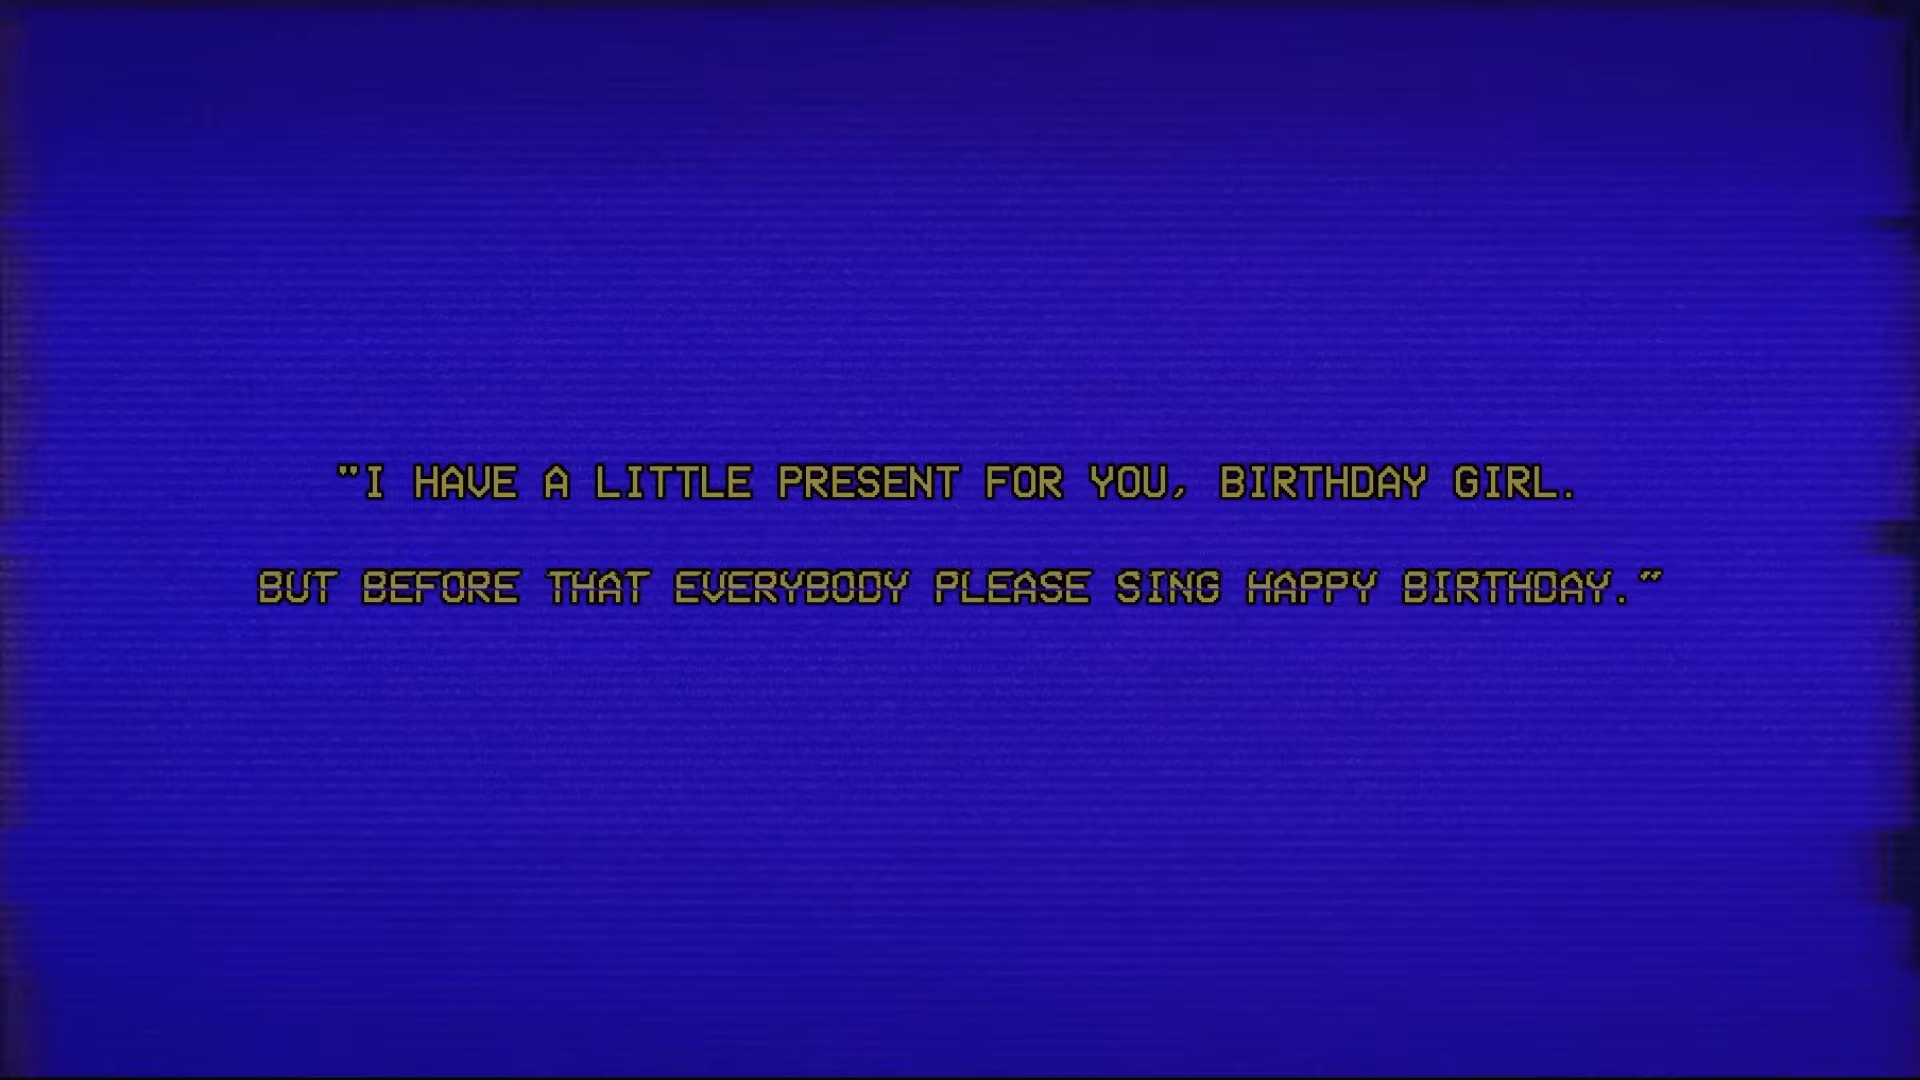 "I HAVE A LITTLE PRESENT FOR YOU, BIRTHDAY GIRL.
BUT BEFORE THAT EVERYBODY PLEASE SING HAPPY BIRTHDAY."